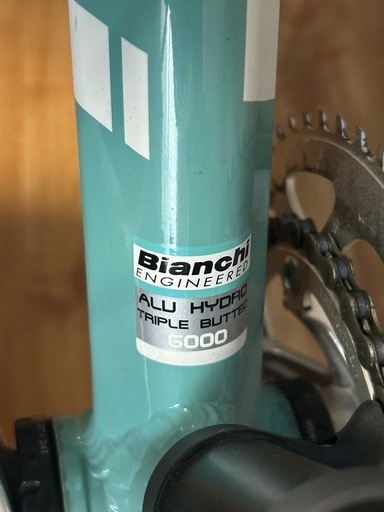 Bianchi
ENGINEERED
ALU HYDRO
TRIPLE BUTTED
6000